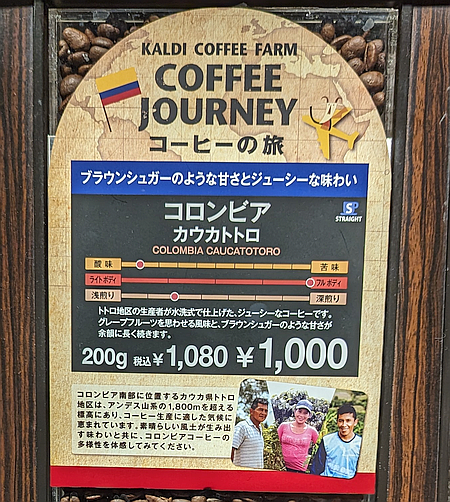 KALDI COFFEE FARM
COFFEE
JOURNEY
コーヒーの旅
ブラウンシュガーのような甘さとジューシーな味わい
コロンビア
カウカトトロ
COLOMBIA CAUCATOTORO
SP
STRAIGHT
酸味 苦味
ライトボディ フルボディ
浅煎り 深煎り
トトロ地区の生産者が水洗式で仕上げた、ジューシーなコーヒーです。
グレープフルーツを思わせる風味と、ブラウンシュガーのような甘さが
余韻に長く続きます。
200g 税込¥1,080 ¥1,000
コロンビア南部に位置するカウカ県トトロ
地区は、アンデス山系の1,800mを超える
標高にあり、コーヒー生産に適した気候に
恵まれています。素晴らしい風土が生み出
す味わいと共に、コロンビアコーヒーの
多様性を体感してみてください。